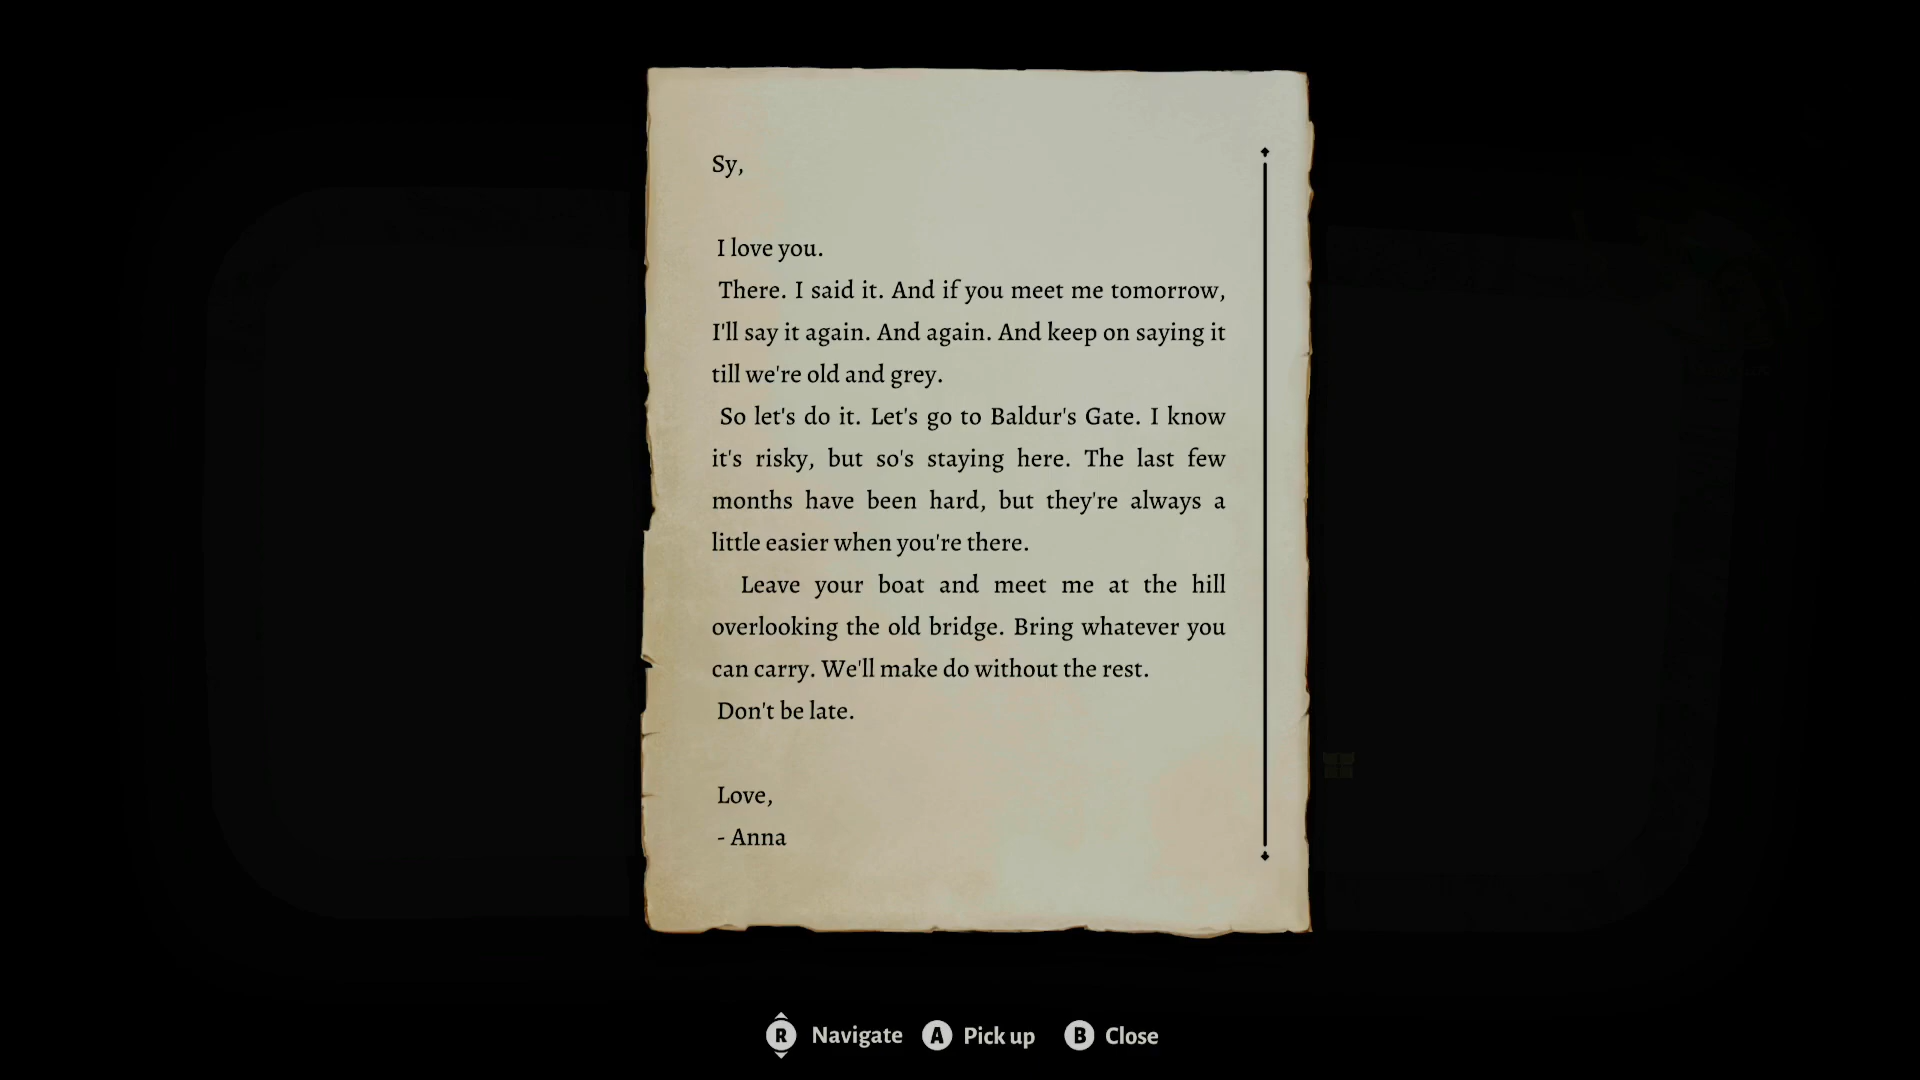 Sy,
I love you.
There. I said it. And if you meet me tomorrow,
I'll say it again. And again. And keep on saying it
till we're old and grey.
So let's do it. Let's go to Baldur's Gate. I know
it's risky, but so's staying here. The last few
months have been hard, but they're always a
little easier when you're there.
Leave your boat and meet me at the hill
overlooking the old bridge. Bring whatever you
can carry. We'll make do without the rest.
Don't be late.
Love,
- Anna
R Navigate A Pick up B Close